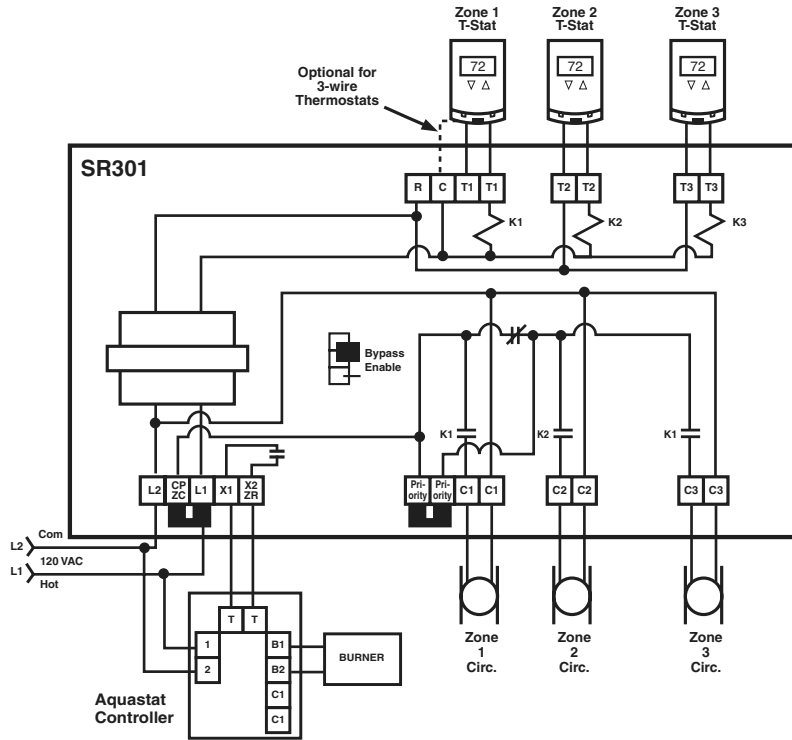 Zone 1
T-Stat
Zone 2
T-Stat
Zone 3
T-Stat
72
72
72
Optional for
3-wire
Thermostats
SR301
R C T1 T1
T2 T2
T3 T3
K1
K2
K3
Bypass
Enable
K1
K2
K1
L2 CP ZC L1 X1 X2 ZR
Pri-
ority
Pri-
ority
C1 C1
C2 C2
C3 C3
L2
Com
120 VAC
L1
Hot
T T
1
2
B1
B2
C1
C1
BURNER
Aquastat
Controller
Zone
1
Circ.
Zone
2
Circ.
Zone
3
Circ.